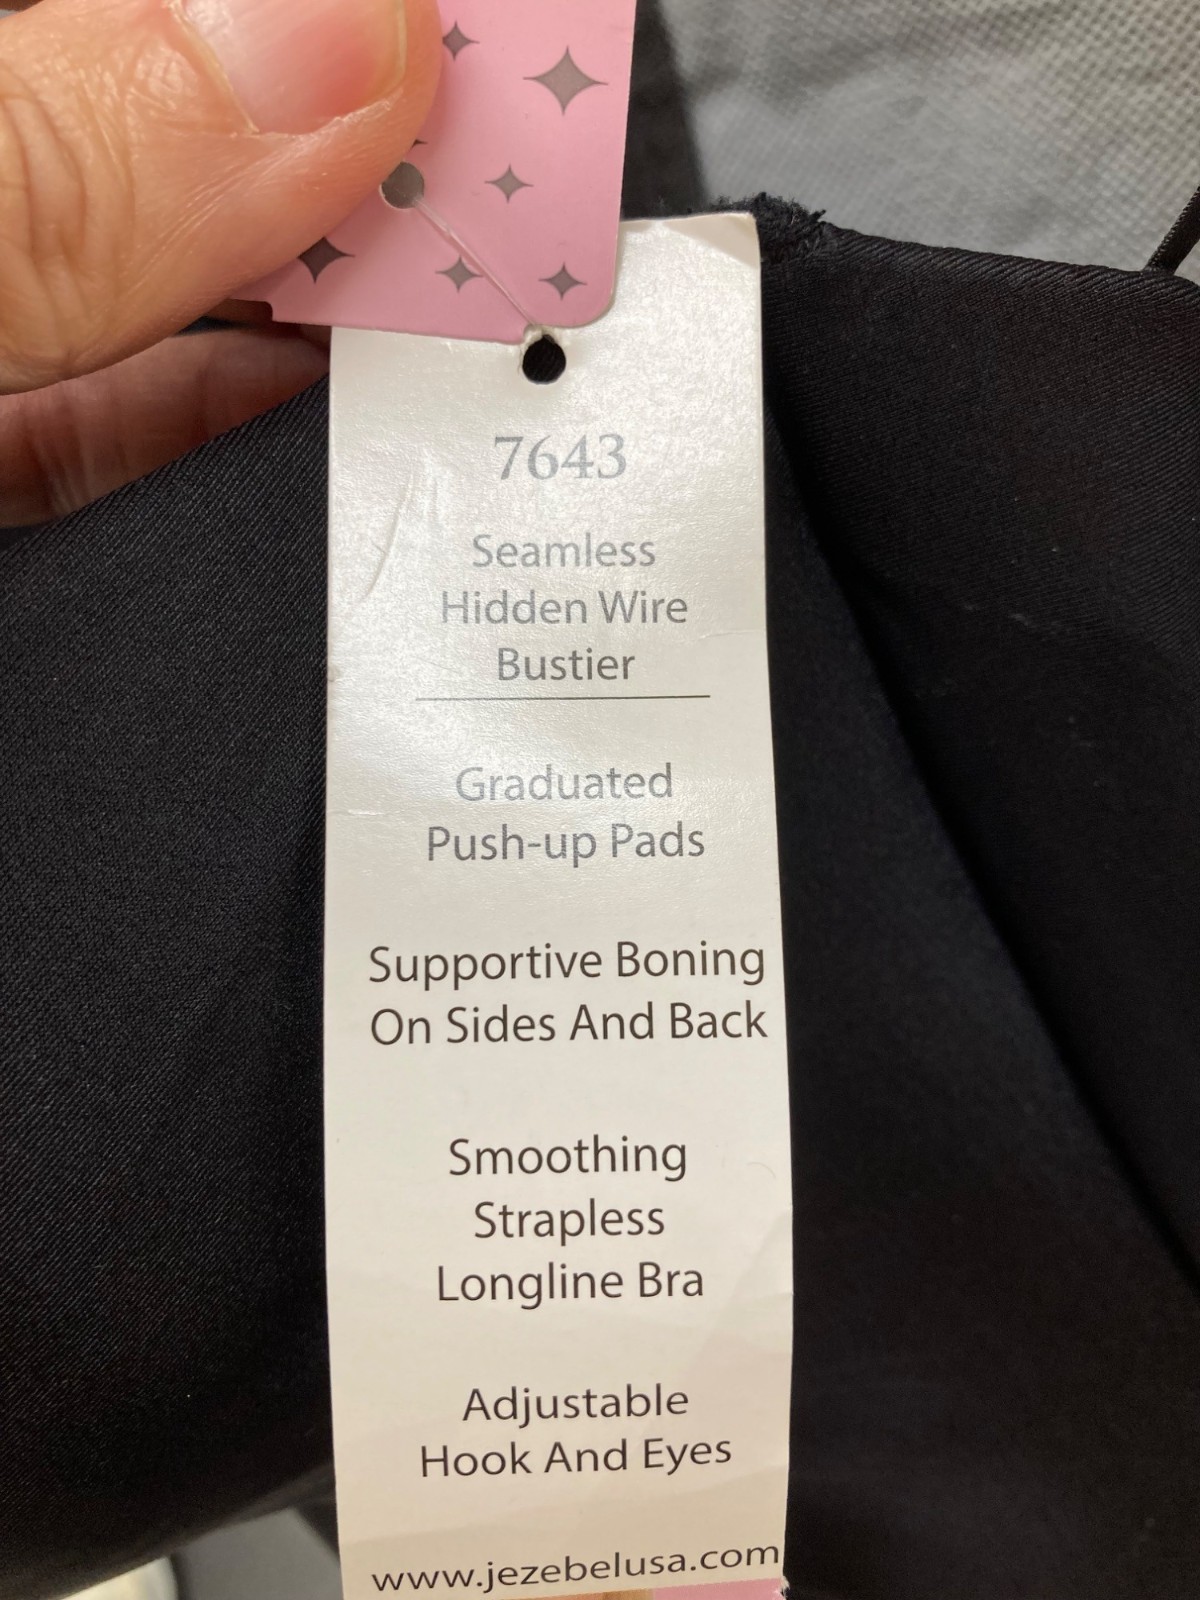 7643
Seamless
Hidden Wire
Bustier
Graduated
Push-up Pads
Supportive Boning
On Sides And Back
Smoothing
Strapless
Longline Bra
Adjustable
Hook And Eyes
www.jezebelusa.com